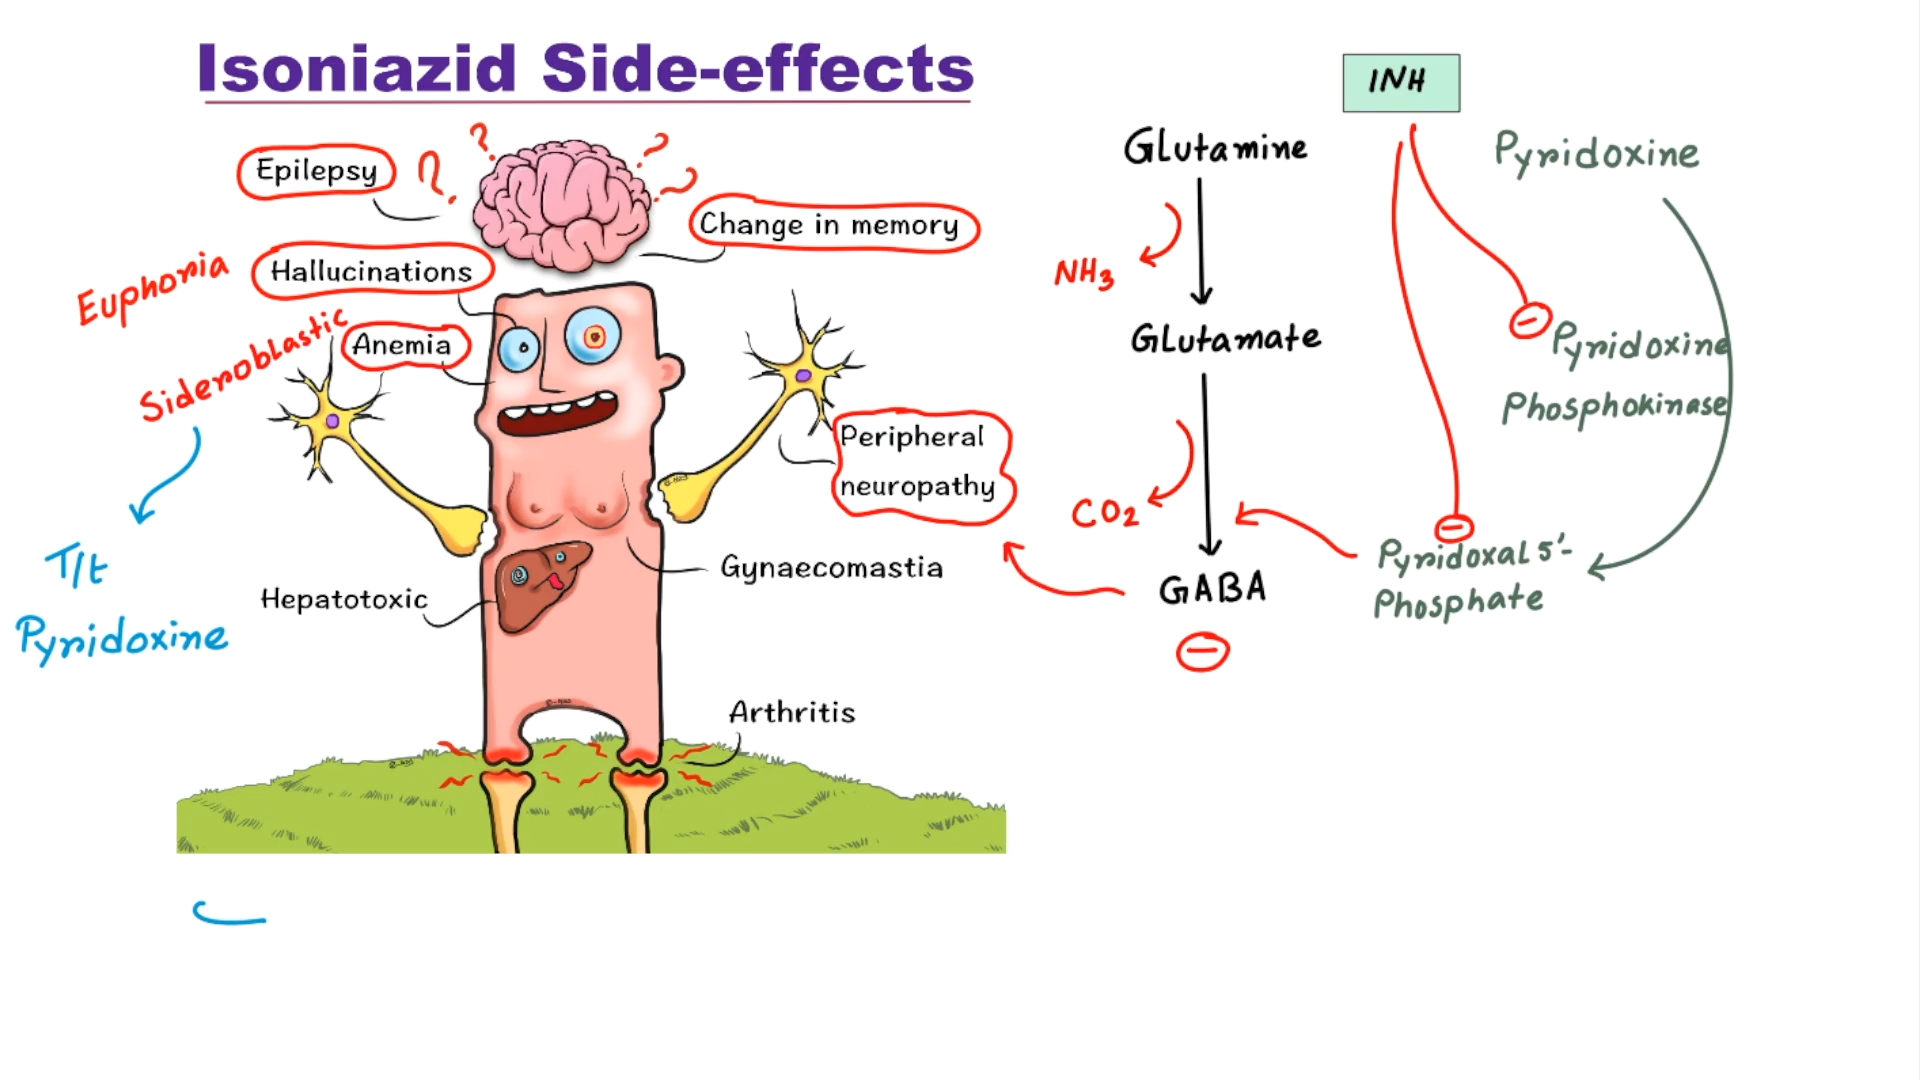 Isoniazid Side-effects
Epilepsy
? ? ? ?
Change in memory
Euphoria
Hallucinations
Sideroblastic
Anemia
Peripheral
neuropathy
T/t
Pyridoxine
Hepatotoxic
Gynaecomastia
Arthritis
INH
Glutamine
Pyridoxine
NH3
Glutamate
Pyridoxine
Phosphokinase
CO2
GABA
Pyridoxal 5'-
Phosphate